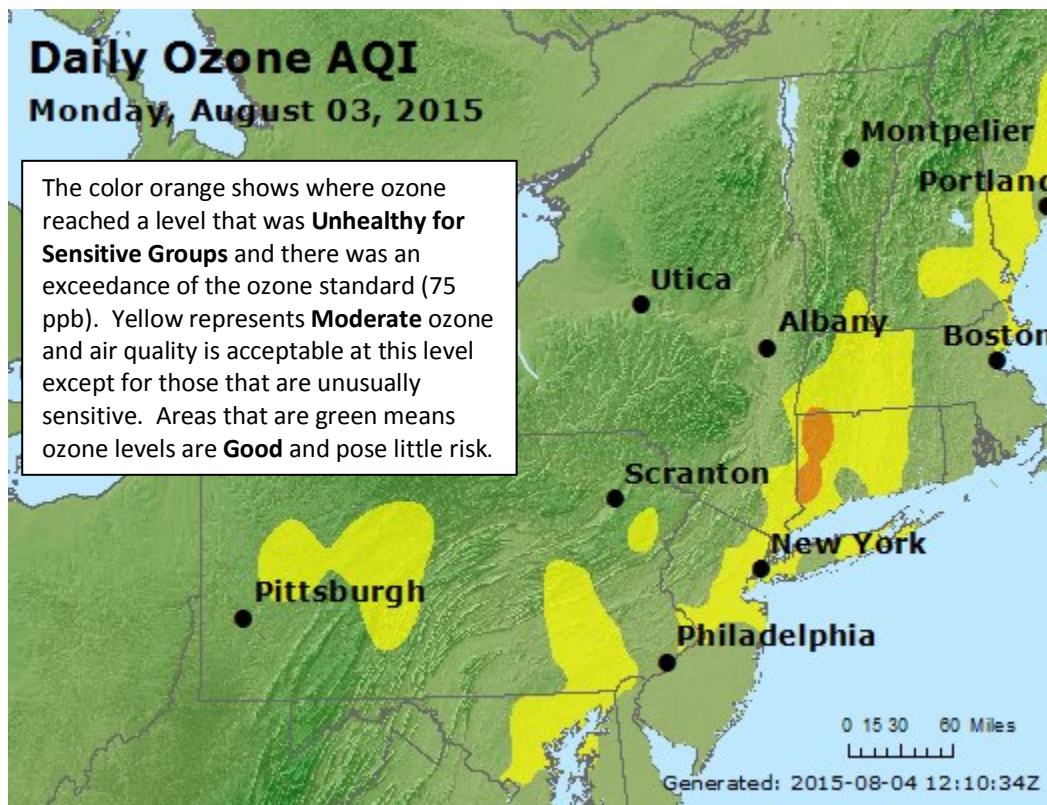 Daily Ozone AQI
Monday, August 03, 2015
The color orange shows where ozone
reached a level that was Unhealthy for
Sensitive Groups and there was an
exceedance of the ozone standard (75
ppb). Yellow represents Moderate ozone
and air quality is acceptable at this level
except for those that are unusually
sensitive. Areas that are green means
ozone levels are Good and pose little risk.
Montpelier
Portland
Utica
Albany
Boston
Scranton
New York
Pittsburgh
Philadelphia
0 15 30 60 Miles
Generated: 2015-08-04 12:10:34Z